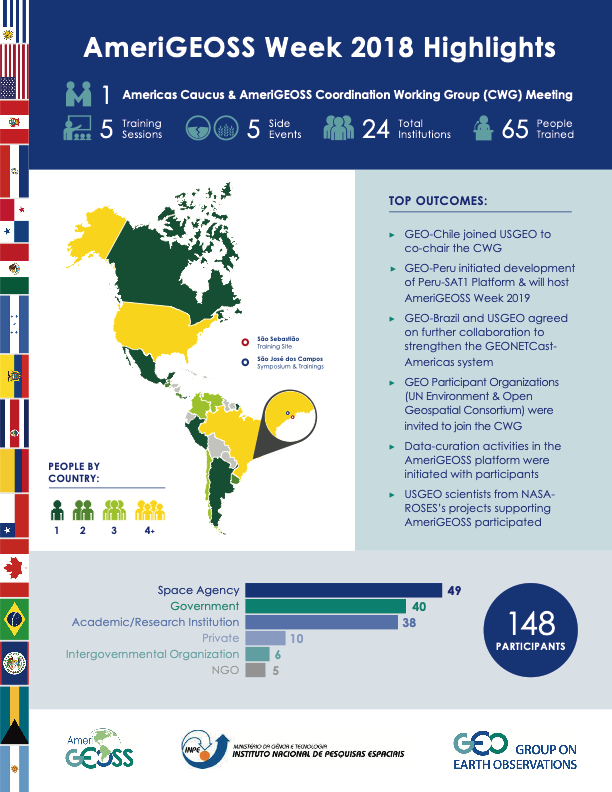 AmeriGEOSS Week 2018 Highlights
1 Americas Caucus & AmeriGEOSS Coordination Working Group (CWG) Meeting
5 Training
Sessions
5 Side
Events
24 Total
Institutions
65 People
Trained
São Sebastião
Training Site
São José dos Campos
Symposium & Trainings
PEOPLE BY
COUNTRY:
1 2 3 4+
TOP OUTCOMES:
► GEO-Chile joined USGEO to
co-chair the CWG
► GEO-Peru initiated development
of Peru-SAT1 Platform & will host
AmeriGEOSS Week 2019
► GEO-Brazil and USGEO agreed
on further collaboration to
strengthen the GEONETCast-
Americas system
► GEO Participant Organizations
(UN Environment & Open
Geospatial Consortium) were
invited to join the CWG
► Data-curation activities in the
AmeriGEOSS platform were
initiated with participants
► USGEO scientists from NASA-
ROSES's projects supporting
AmeriGEOSS participated
Space Agency 49
Government 40
Academic/Research Institution 38
Private 10
Intergovernmental Organization 6
NGO 5
148
PARTICIPANTS
Ameri
GEOSS
INPE
MINISTÉRIO DA CIÊNCIA E TECNOLOGIA
INSTITUTO NACIONAL DE PESQUISAS ESPACIAIS
GEO GROUP ON
EARTH OBSERVATIONS